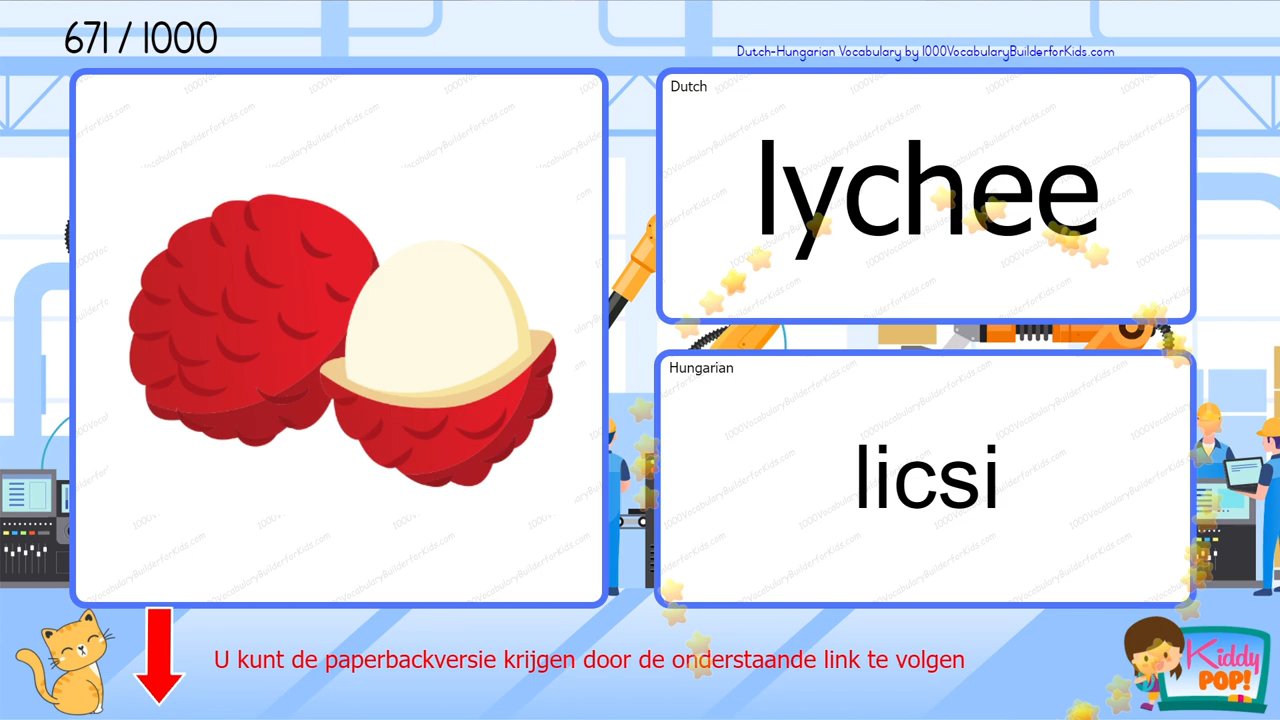 671 / 1000
Dutch-Hungarian Vocabulary by 1000VocabularyBuilderforKids.com
Dutch
lychee
Hungarian
licsi
U kunt de paperbackversie krijgen door de onderstaande link te volgen
Kiddy
POP!